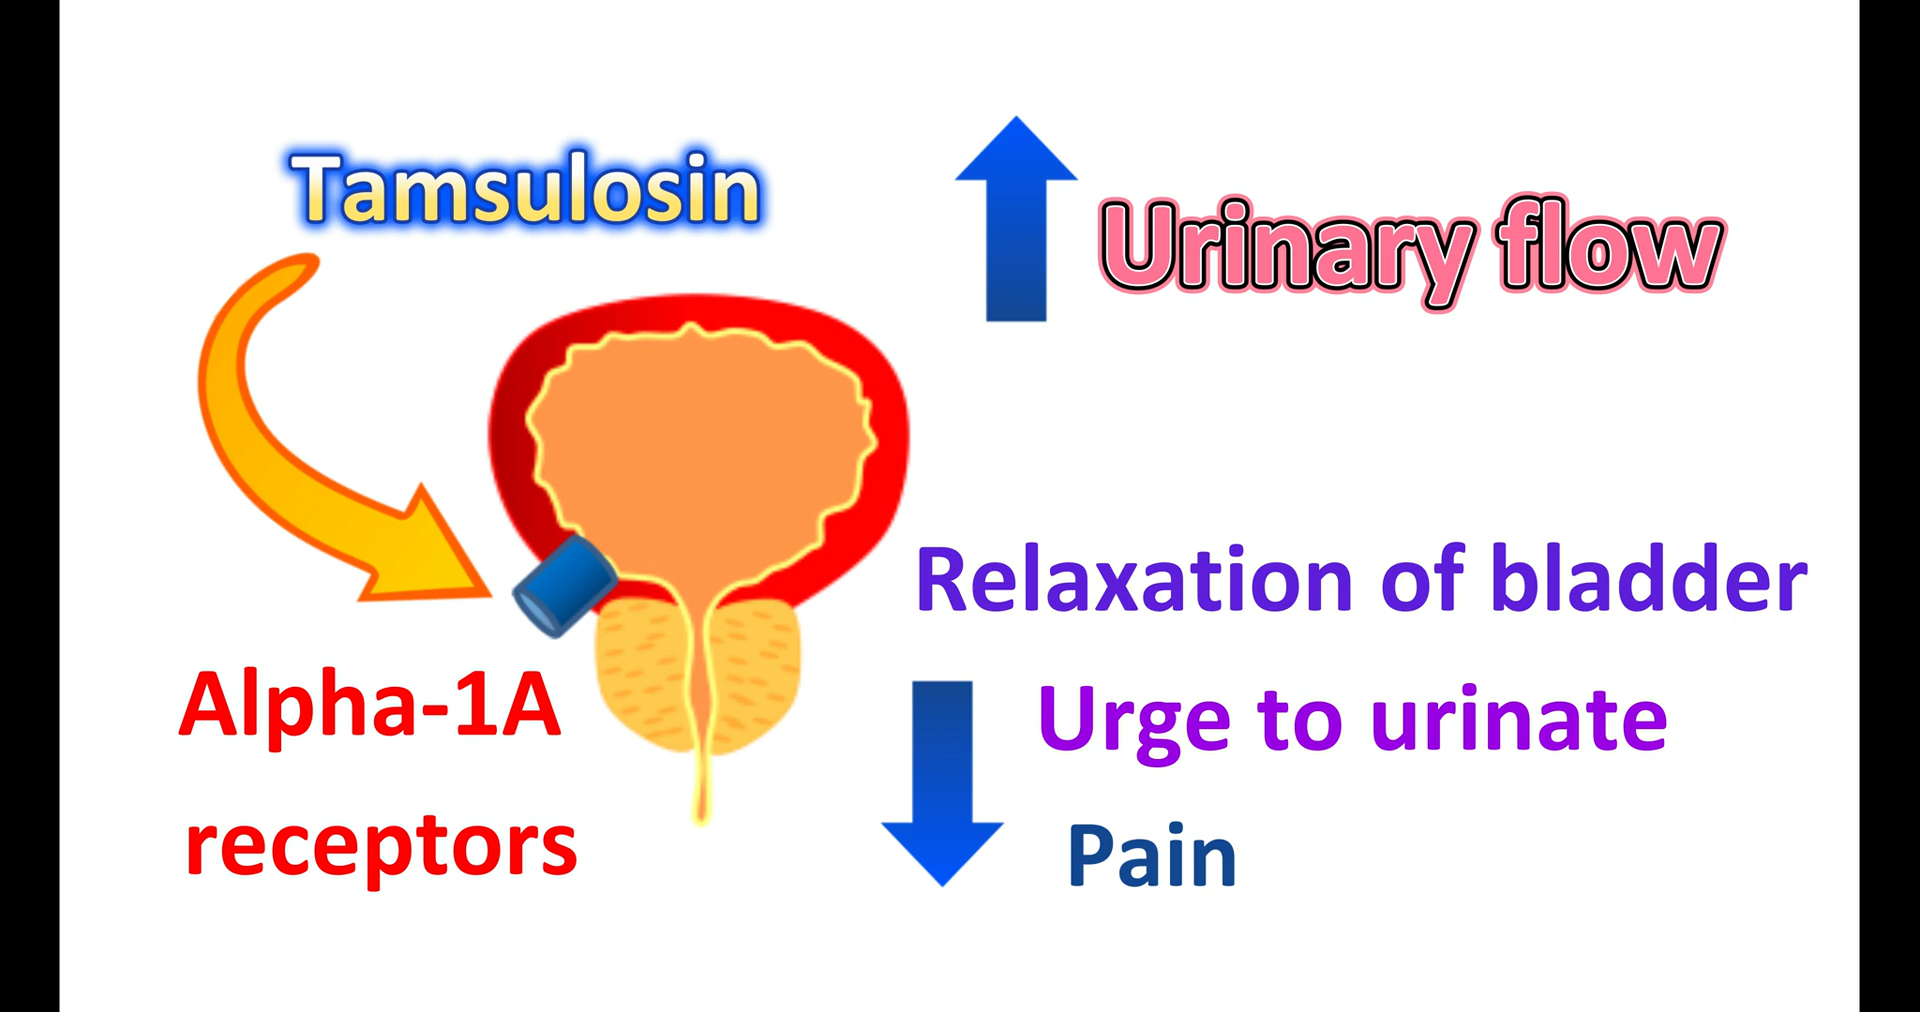 Tamsulosin
Urinary flow
Alpha-1A
receptors
Relaxation of bladder
Urge to urinate
Pain